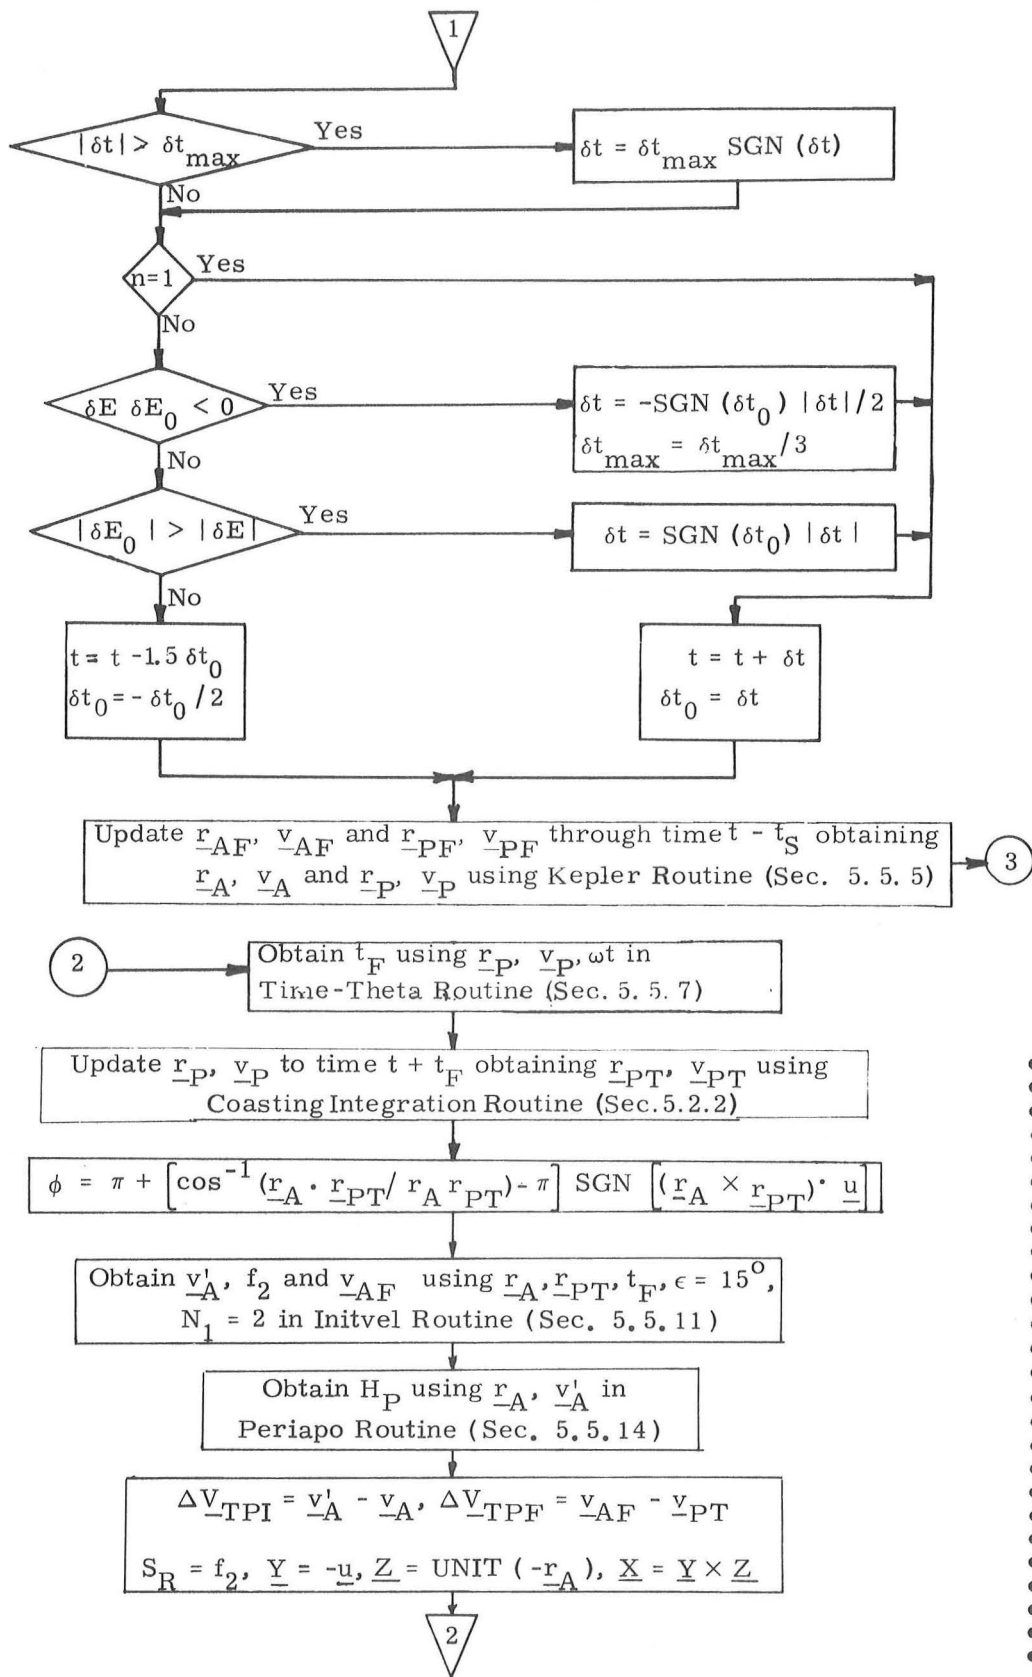 1
|δt| > δt_max
Yes
δt = δt_max SGN (δt)
No
n=1
Yes
No
δE δE_0 < 0
Yes
δt = -SGN (δt_0) |δt|/2
δt_max = δt_max/3
No
|δE_0| > |δE|
Yes
δt = SGN (δt_0) |δt|
No
t = t -1.5 δt_0
δt_0 = - δt_0 /2
t = t + δt
δt_0 = δt
Update r_AF, v_AF and r_PF, v_PF through time t - t_S obtaining
r_A, v_A and r_P, v_P using Kepler Routine (Sec. 5.5.5)
3
2
Obtain t_F using r_P, v_P, ωt in
Time-Theta Routine (Sec. 5.5.7)
Update r_P, v_P to time t + t_F obtaining r_PT, v_PT using
Coasting Integration Routine (Sec. 5.2.2)
φ = π + [cos^-1 (r_A · r_PT / r_A r_PT) - π] SGN [(r_A × r_PT) · u]
Obtain v'_A, f_2 and v_AF using r_A, r_PT, t_F, ϵ = 15°,
N_1 = 2 in Initvel Routine (Sec. 5.5.11)
Obtain H_P using r_A, v'_A in
Periapo Routine (Sec. 5.5.14)
ΔV_TPI = v'_A - v_A, ΔV_TPF = v_AF - v_PT
S_R = f_2, Y = -u, Z = UNIT (-r_A), X = Y × Z
2